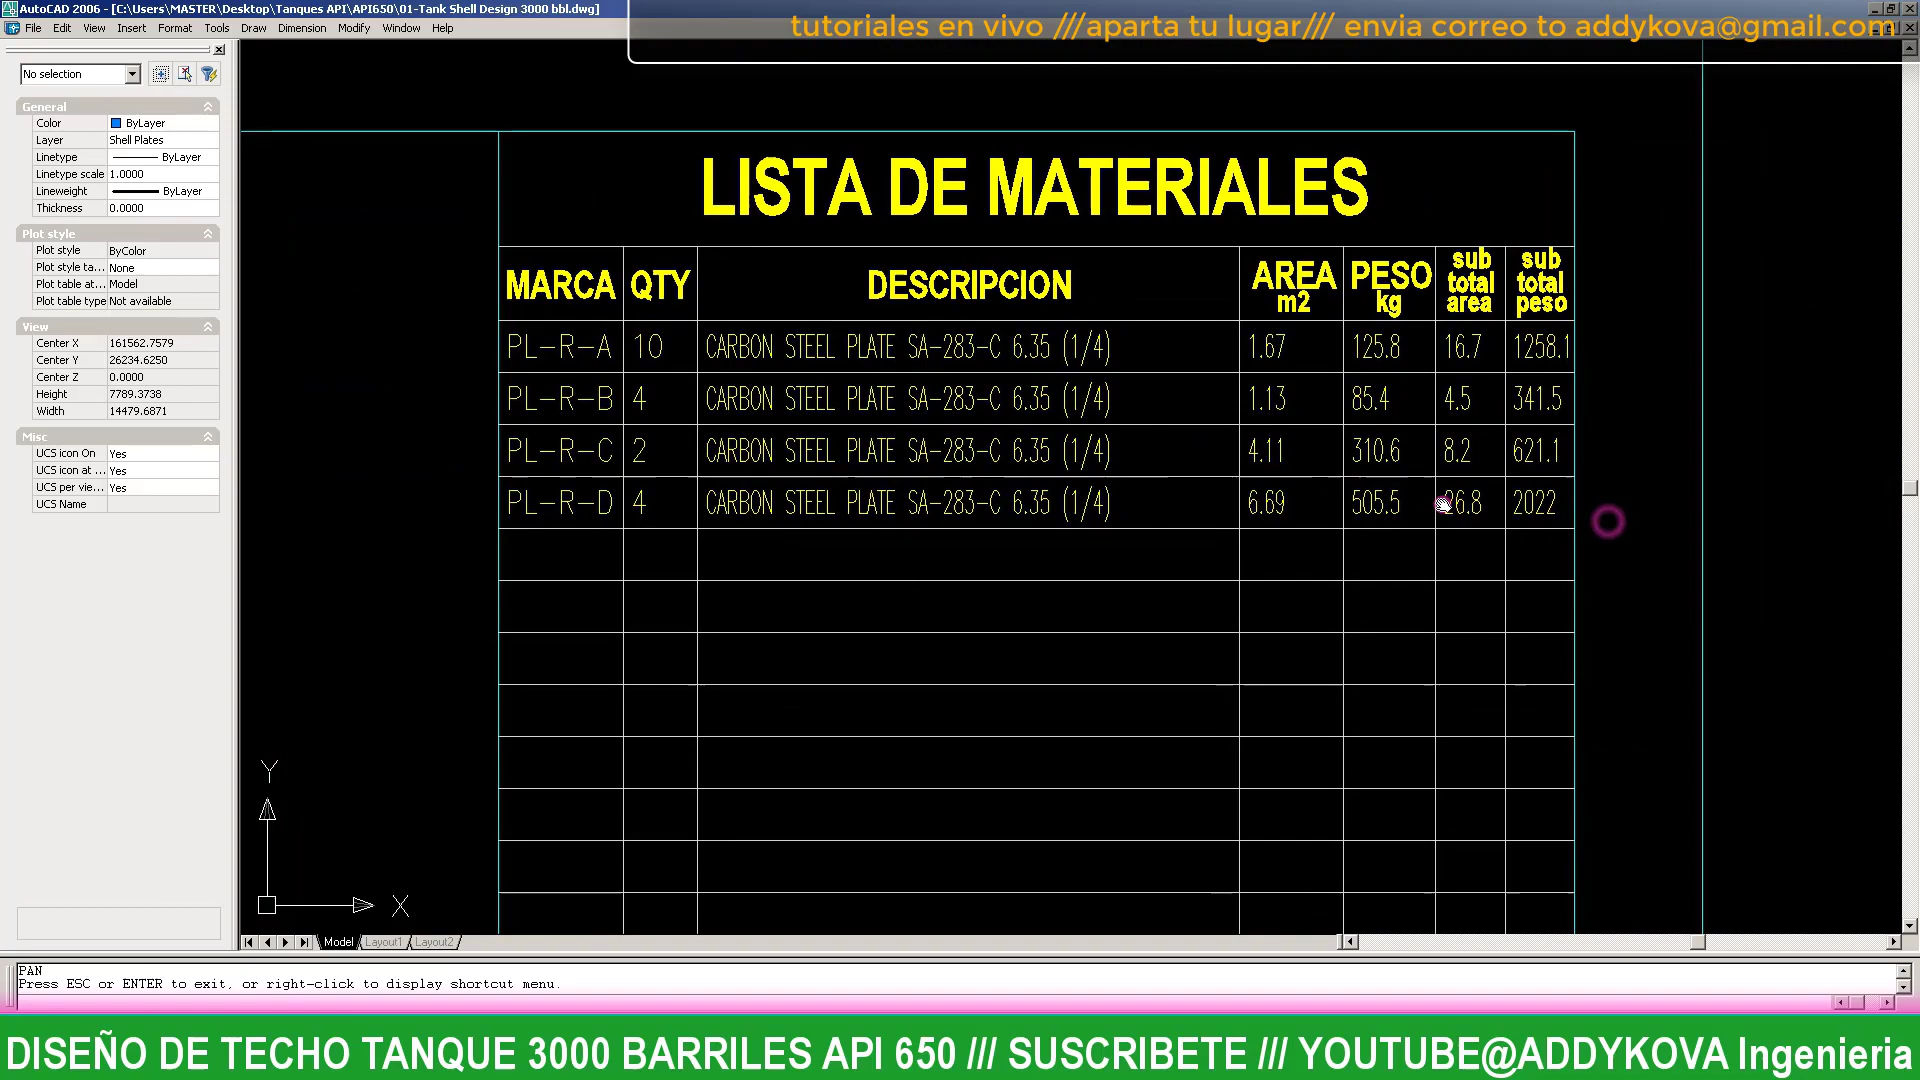 AutoCAD 2006 - [C:\Users\MASTER\Desktop\Tanques API\API650\01-Tank Shell Design 3000 bbl.dwg]
tutoriales en vivo ///aparta tu lugar/// envia correo to addykova@gmail.com
File Edit View Insert Format Tools Draw Dimension Modify Window Help
No selection
General
Color ByLayer
Layer Shell Plates
Linetype ByLayer
Linetype scale 1.0000
Lineweight ByLayer
Thickness 0.0000
Plot style
Plot style ByColor
Plot style ta... None
Plot table at... Model
Plot table type Not available
View
Center X 161562.7579
Center Y 26234.6250
Center Z 0.0000
Height 7789.3738
Width 14479.6871
Misc
UCS icon On Yes
UCS icon at ... Yes
UCS per vie... Yes
UCS Name
LISTA DE MATERIALES
MARCA QTY DESCRIPCION AREA m2 PESO kg sub total area sub total peso
PL-R-A 10 CARBON STEEL PLATE SA-283-C 6.35 (1/4) 1.67 125.8 16.7 1258.1
PL-R-B 4 CARBON STEEL PLATE SA-283-C 6.35 (1/4) 1.13 85.4 4.5 341.5
PL-R-C 2 CARBON STEEL PLATE SA-283-C 6.35 (1/4) 4.11 310.6 8.2 621.1
PL-R-D 4 CARBON STEEL PLATE SA-283-C 6.35 (1/4) 6.69 505.5 26.8 2022
Y
X
Model Layout1 Layout2
PAN
Press ESC or ENTER to exit, or right-click to display shortcut menu.
DISEÑO DE TECHO TANQUE 3000 BARRILES API 650 /// SUSCRIBETE /// YOUTUBE@ADDYKOVA Ingenieria